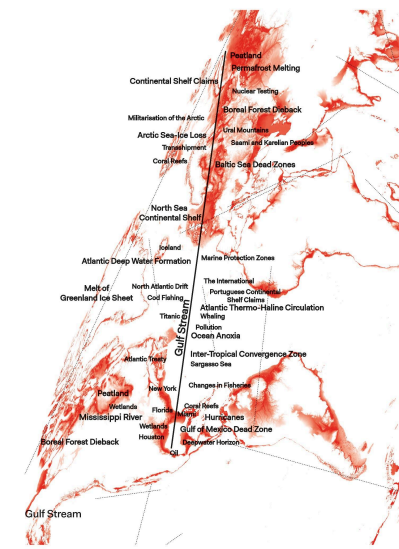 Peatland
Permafrost Melting
Continental Shelf Claims
Nuclear Testing
Boreal Forest Dieback
Militarisation of the Arctic
Ural Mountains
Arctic Sea-Ice Loss
Saami and Karelian Peoples
Transshipment
Coral Reefs
Baltic Sea Dead Zones
North Sea
Continental Shelf
Iceland
Marine Protection Zones
Atlantic Deep Water Formation
The International
North Atlantic Drift
Melt of
Greenland Ice Sheet
Portuguese Continental
Shelf Claims
Cod Fishing
Atlantic Thermo-Haline Circulation
Titanic
Whaling
Pollution
Gulf Stream
Ocean Anoxia
Inter-Tropical Convergence Zone
Atlantic Treaty
Sargasso Sea
New York
Changes in Fisheries
Peatland
Wetlands
Florida
Coral Reefs
Miami
Mississippi River
Hurricanes
Wetlands
Gulf of Mexico Dead Zone
Houston
Boreal Forest Dieback
Deepwater Horizon
Oil
Gulf Stream